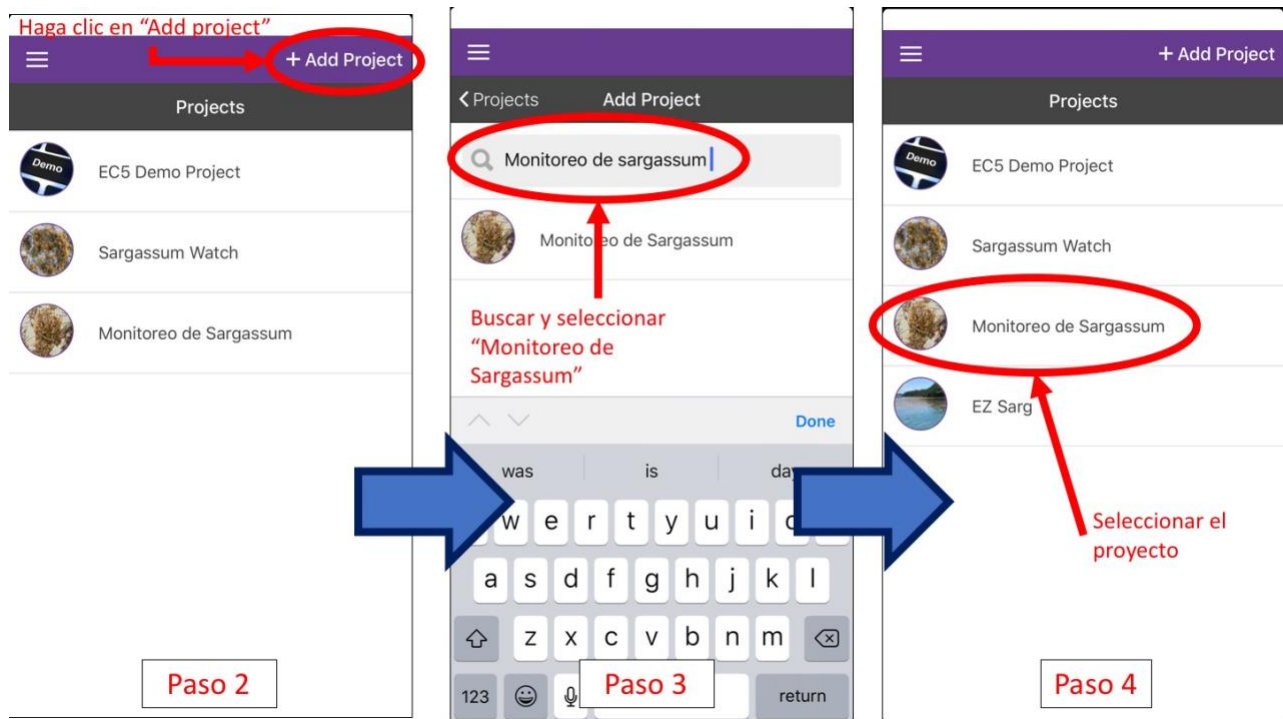 Haga clic en “Add project”
+ Add Project
Projects
Demo
EC5 Demo Project
Sargassum Watch
Monitoreo de Sargassum
Paso 2
Projects
Add Project
Monitoreo de sargassum
Monitoreo de Sargassum
Buscar y seleccionar
“Monitoreo de
Sargassum”
Done
was is day
w e r t y u i o
a s d f g h j k l
z x c v b n m
123
return
Paso 3
+ Add Project
Projects
Demo
EC5 Demo Project
Sargassum Watch
Monitoreo de Sargassum
EZ Sarg
Seleccionar el
proyecto
Paso 4